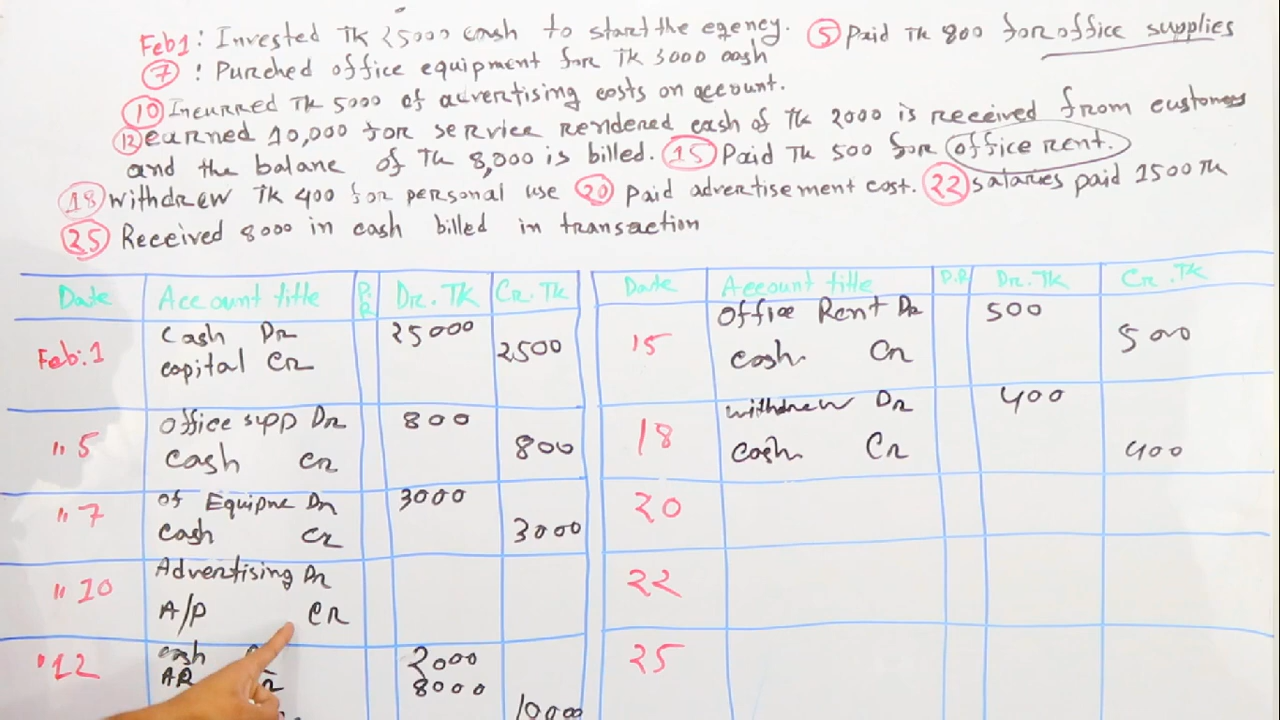 Feb1 : Invested TK 25000 cash to start the egency. 5 Paid TK 800 for office supplies
7 : Purched office equipment for TK 3000 cash
10 Incurred TK 5000 of advertising costs on account.
12 earned 10,000 for service rendered cash of TK 2000 is received from customers
and the balane of TK 8,000 is billed. 15 Paid TK 500 for office rent.
18 withdrew TK 400 for personal use 20 paid advertisement cost. 22 salaries paid 1500 TK
25 Received 8000 in cash billed in transaction
Date Account title P.R Dr. TK Cr. TK
Feb:1 Cash Dr 25000
capital Cr 2500
" 5 Office supp Dr 800
cash Cr 800
" 7 of Equipne Dr 3000
cash Cr 3000
" 10 Advertising Dr
A/P Cr
" 12 cash 2000
AR 8000
10000
Date Account title P.R Dr. TK Cr. TK
15 Office Rent Dr 500
cash Cr 500
18 withdrew Dr 400
cash Cr 400
20
22
25